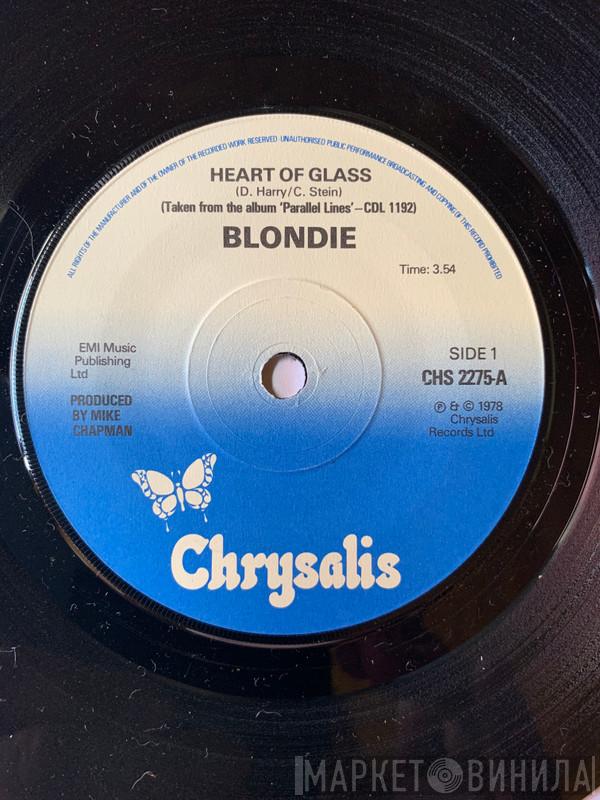 ALL RIGHTS OF THE MANUFACTURER AND OF THE OWNER OF THE RECORDED WORK RESERVED · UNAUTHORISED PUBLIC PERFORMANCE BROADCASTING AND COPYING OF THIS RECORD PROHIBITED
HEART OF GLASS
(D. Harry/C. Stein)
(Taken from the album 'Parallel Lines'–CDL 1192)
BLONDIE
Time: 3.54
EMI Music
Publishing
Ltd
PRODUCED
BY MIKE
CHAPMAN
SIDE 1
CHS 2275-A
℗ & © 1978
Chrysalis
Records Ltd
Chrysalis
МАРКЕТ ВИНИЛА